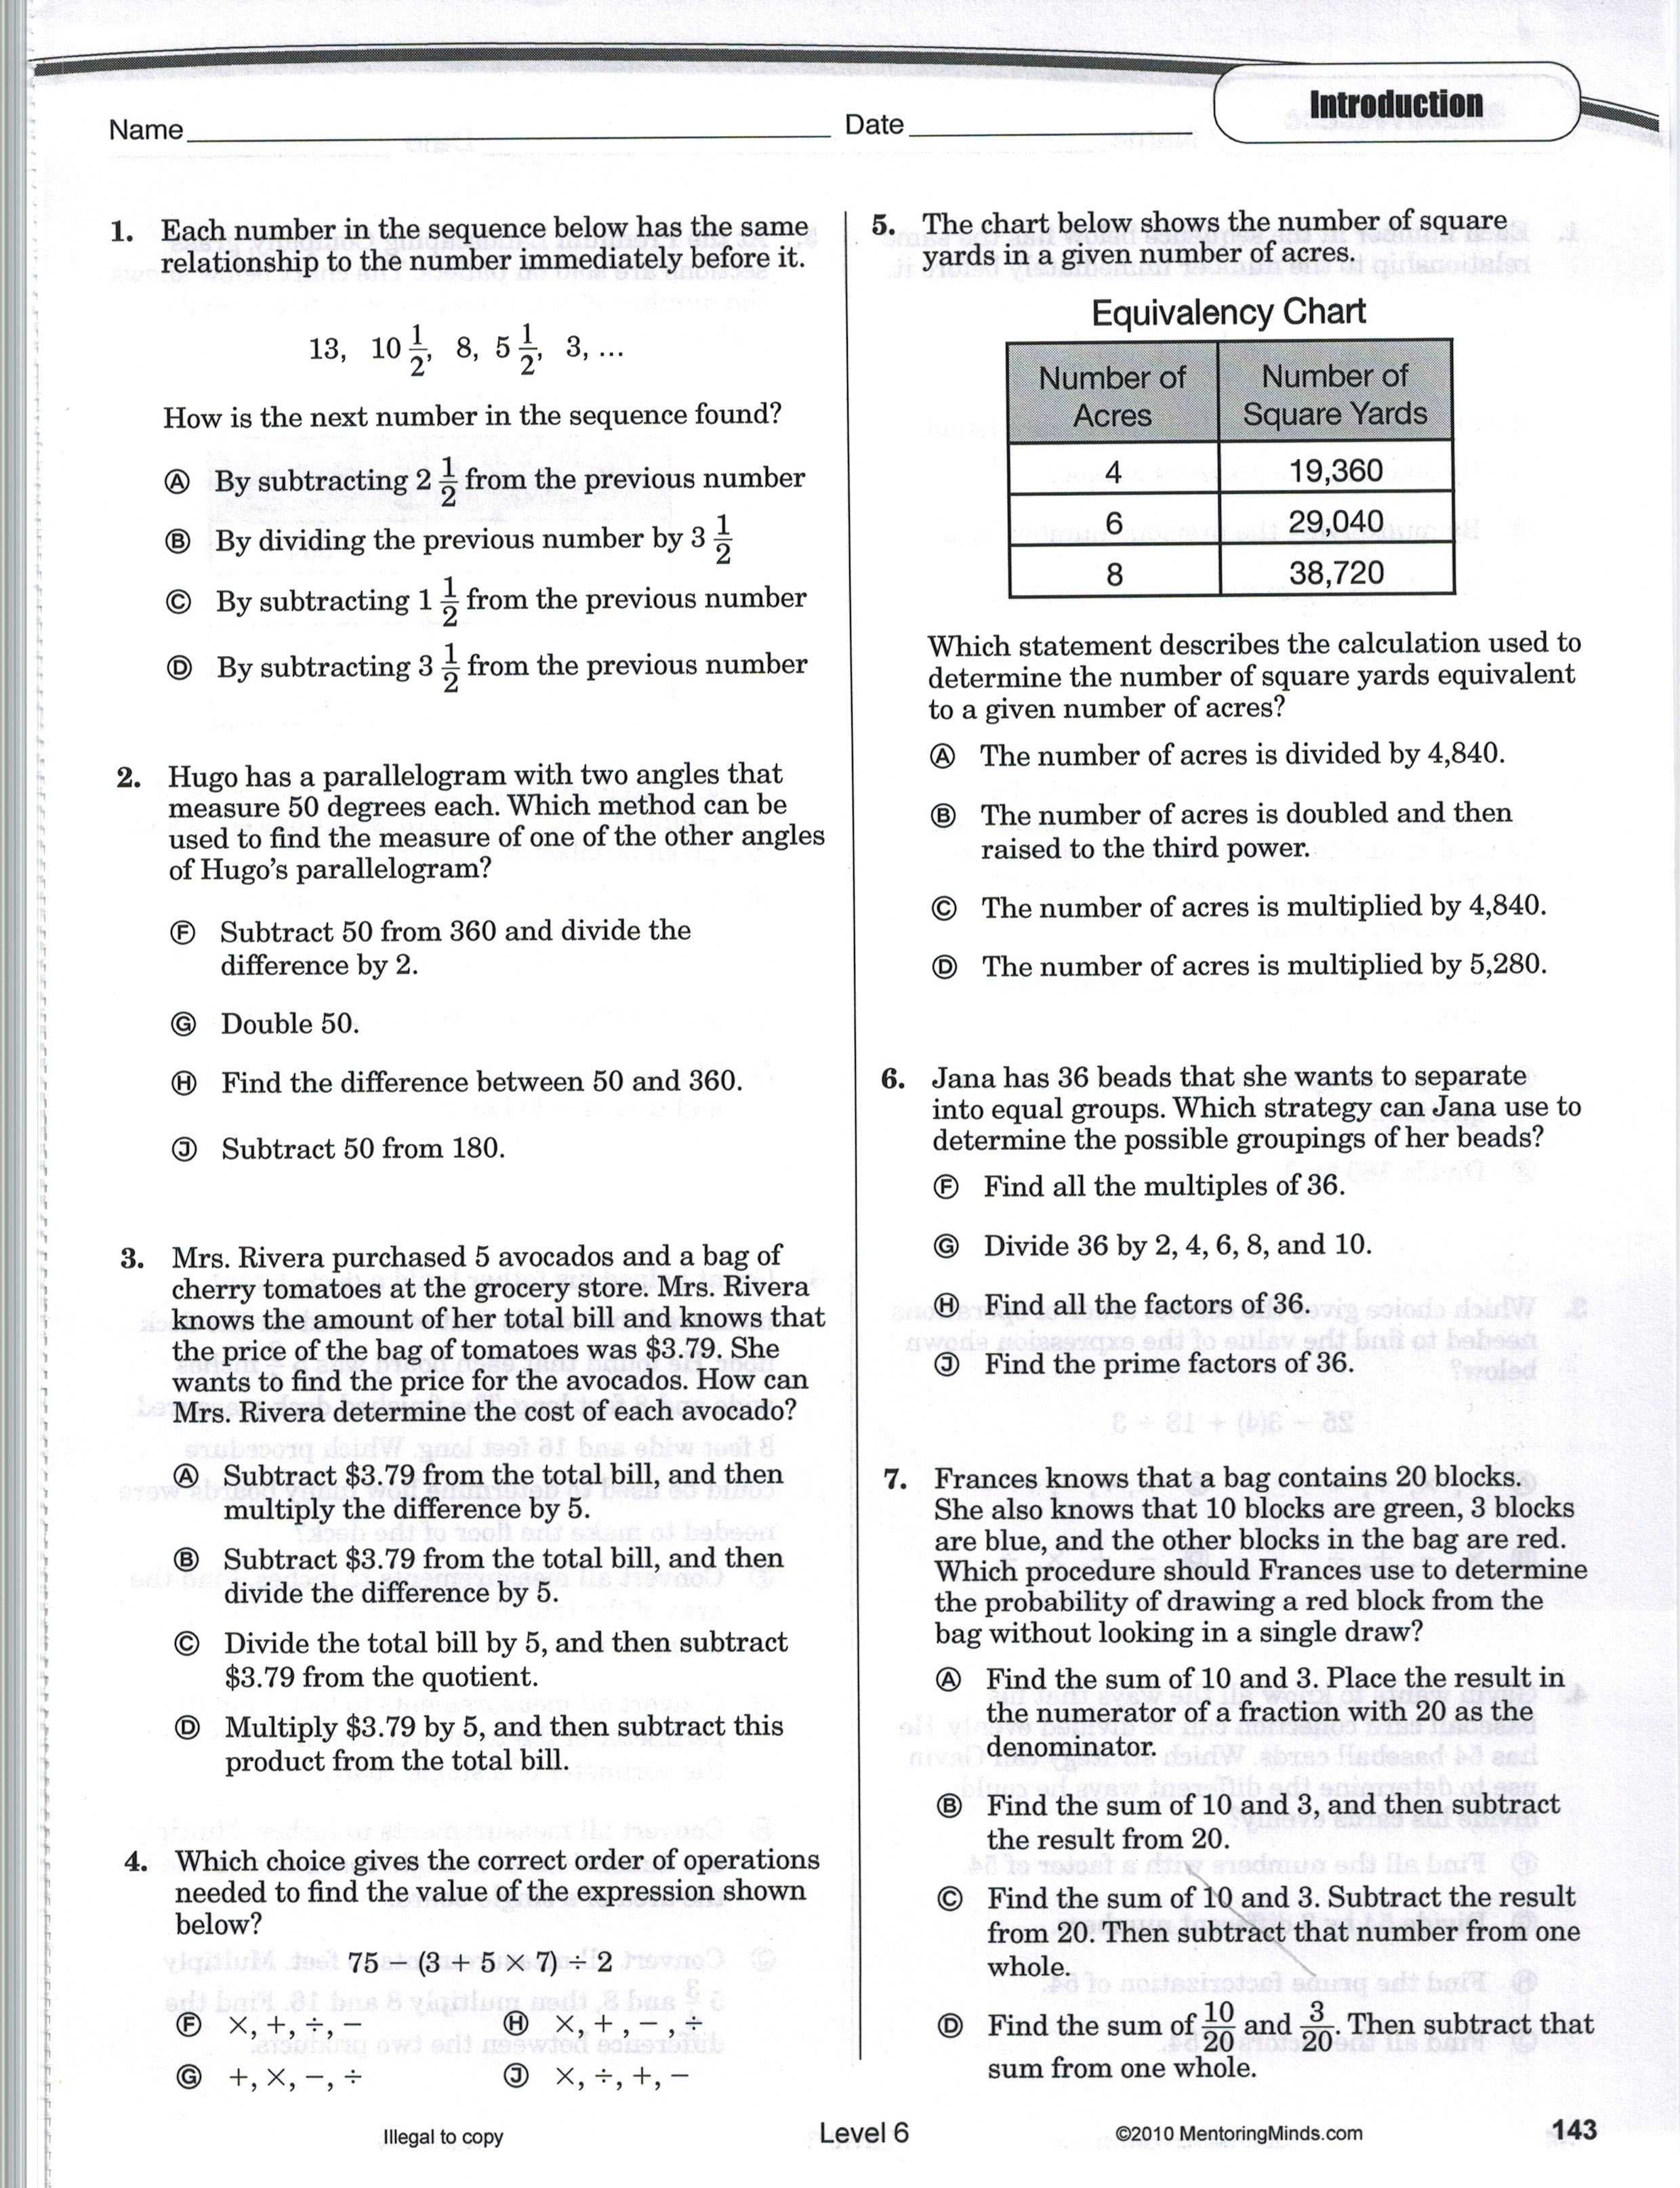 Introduction
Name Date
1. Each number in the sequence below has the same
relationship to the number immediately before it.
13, 10 1/2, 8, 5 1/2, 3, ...
How is the next number in the sequence found?
Ⓐ By subtracting 2 1/2 from the previous number
Ⓑ By dividing the previous number by 3 1/2
Ⓒ By subtracting 1 1/2 from the previous number
Ⓓ By subtracting 3 1/2 from the previous number
2. Hugo has a parallelogram with two angles that
measure 50 degrees each. Which method can be
used to find the measure of one of the other angles
of Hugo's parallelogram?
Ⓕ Subtract 50 from 360 and divide the
difference by 2.
Ⓖ Double 50.
Ⓗ Find the difference between 50 and 360.
Ⓙ Subtract 50 from 180.
3. Mrs. Rivera purchased 5 avocados and a bag of
cherry tomatoes at the grocery store. Mrs. Rivera
knows the amount of her total bill and knows that
the price of the bag of tomatoes was $3.79. She
wants to find the price for the avocados. How can
Mrs. Rivera determine the cost of each avocado?
Ⓐ Subtract $3.79 from the total bill, and then
multiply the difference by 5.
Ⓑ Subtract $3.79 from the total bill, and then
divide the difference by 5.
Ⓒ Divide the total bill by 5, and then subtract
$3.79 from the quotient.
Ⓓ Multiply $3.79 by 5, and then subtract this
product from the total bill.
4. Which choice gives the correct order of operations
needed to find the value of the expression shown
below?
75 − (3 + 5 × 7) ÷ 2
Ⓕ ×, +, ÷, − Ⓗ ×, +, −, ÷
Ⓖ +, ×, −, ÷ Ⓙ ×, ÷, +, −
5. The chart below shows the number of square
yards in a given number of acres.
Equivalency Chart
Number of Number of
Acres Square Yards
4 19,360
6 29,040
8 38,720
Which statement describes the calculation used to
determine the number of square yards equivalent
to a given number of acres?
Ⓐ The number of acres is divided by 4,840.
Ⓑ The number of acres is doubled and then
raised to the third power.
Ⓒ The number of acres is multiplied by 4,840.
Ⓓ The number of acres is multiplied by 5,280.
6. Jana has 36 beads that she wants to separate
into equal groups. Which strategy can Jana use to
determine the possible groupings of her beads?
Ⓕ Find all the multiples of 36.
Ⓖ Divide 36 by 2, 4, 6, 8, and 10.
Ⓗ Find all the factors of 36.
Ⓙ Find the prime factors of 36.
7. Frances knows that a bag contains 20 blocks.
She also knows that 10 blocks are green, 3 blocks
are blue, and the other blocks in the bag are red.
Which procedure should Frances use to determine
the probability of drawing a red block from the
bag without looking in a single draw?
Ⓐ Find the sum of 10 and 3. Place the result in
the numerator of a fraction with 20 as the
denominator.
Ⓑ Find the sum of 10 and 3, and then subtract
the result from 20.
Ⓒ Find the sum of 10 and 3. Subtract the result
from 20. Then subtract that number from one
whole.
Ⓓ Find the sum of 10/20 and 3/20. Then subtract that
sum from one whole.
Illegal to copy Level 6 ©2010 MentoringMinds.com 143